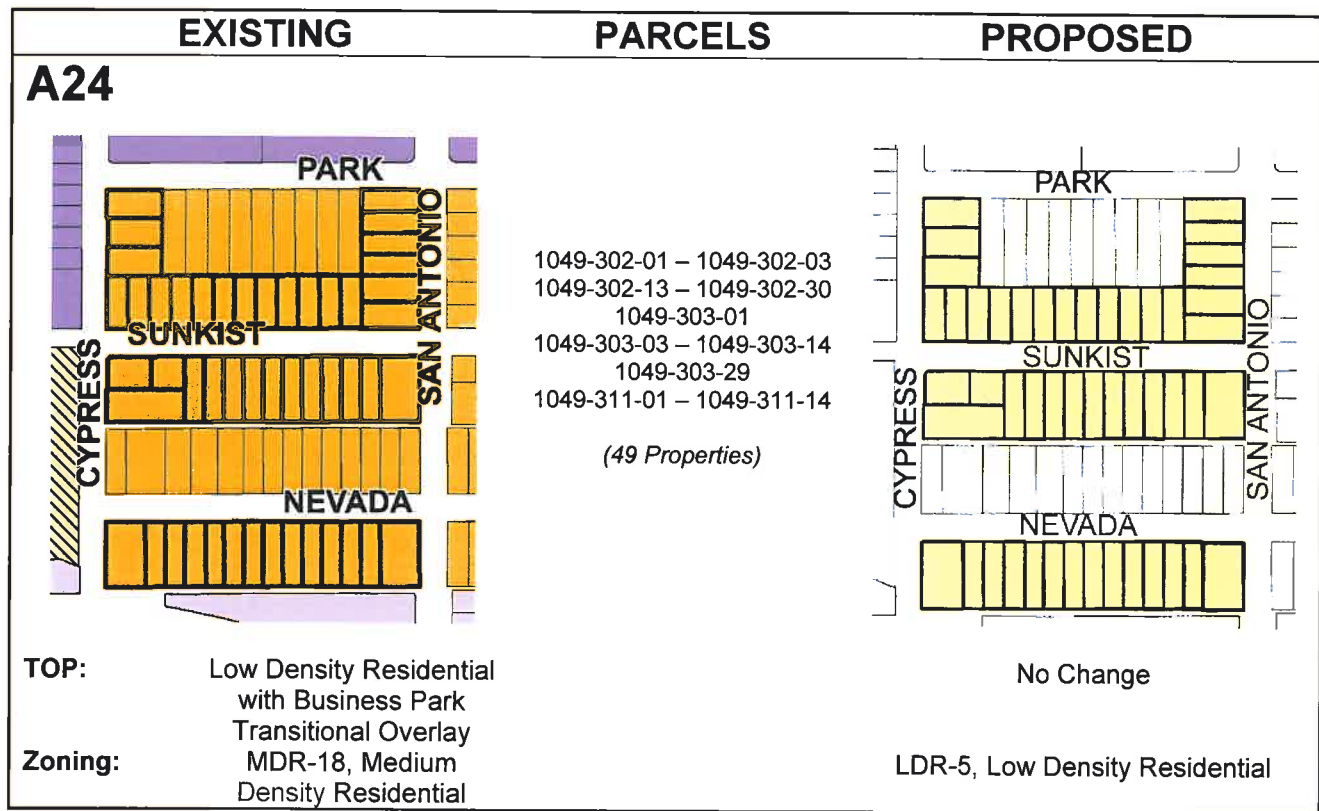 EXISTING PARCELS PROPOSED
A24
PARK
SAN ANTONIO
SUNKIST
CYPRESS
NEVADA
1049-302-01 – 1049-302-03
1049-302-13 – 1049-302-30
1049-303-01
1049-303-03 – 1049-303-14
1049-303-29
1049-311-01 – 1049-311-14
(49 Properties)
PARK
SUNKIST
CYPRESS
SAN ANTONIO
NEVADA
TOP: Low Density Residential
with Business Park
Transitional Overlay
No Change
Zoning: MDR-18, Medium
Density Residential
LDR-5, Low Density Residential